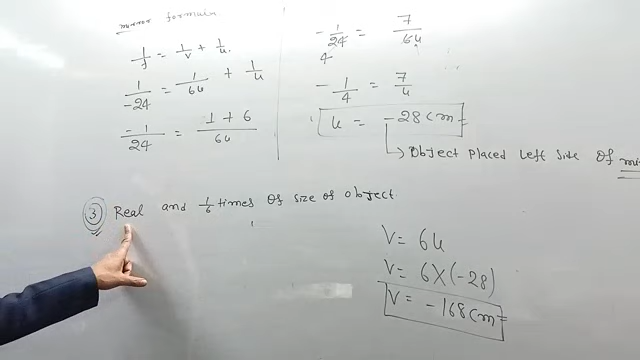 mirror formula
1/f = 1/v + 1/u
1/-24 = 1/6u + 1/u
-1/24 = 1 + 6/6u
-1/24 = 7/6u
4
-1/4 = 7/u
u = -28 cm
Object placed left side of
③ Real and 1/6 times of size of object
V = 6u
V = 6 X (-28)
V = -168 cm